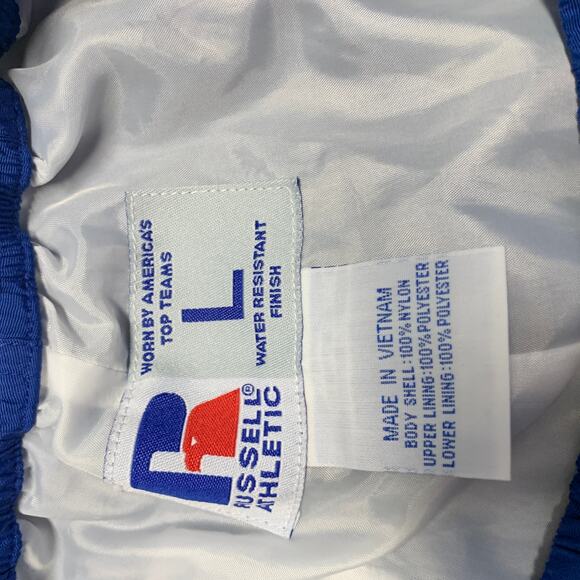 RUSSELL®
ATHLETIC
WORN BY AMERICA'S
TOP TEAMS
L
WATER RESISTANT
FINISH
MADE IN VIETNAM
BODY SHELL:100% NYLON
UPPER LINING:100% POLYESTER
LOWER LINING:100% POLYESTER